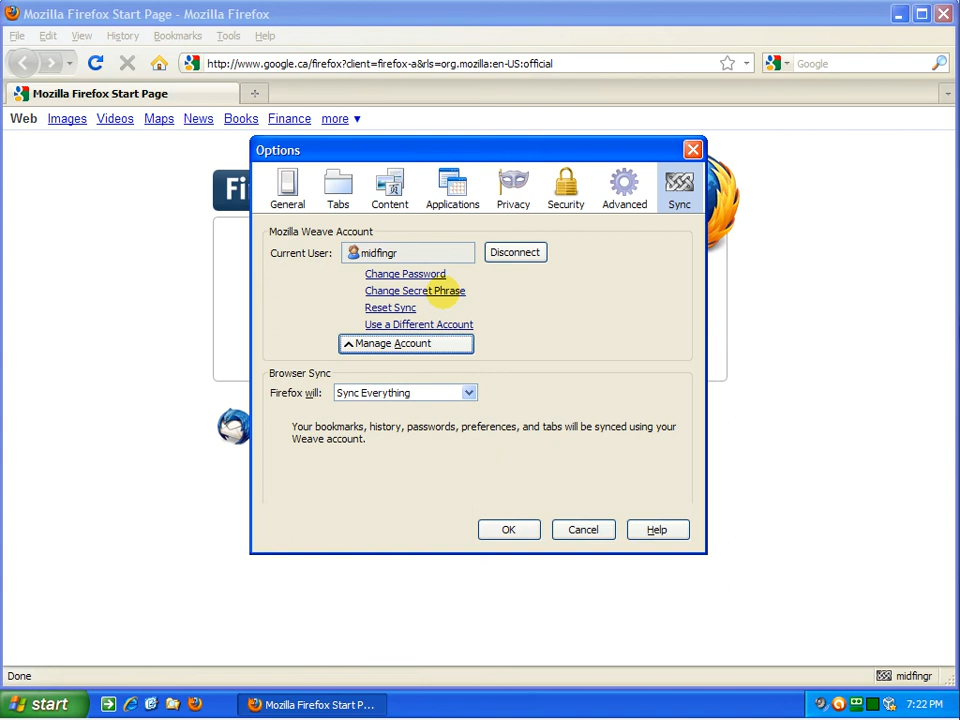 Mozilla Firefox Start Page - Mozilla Firefox
File Edit View History Bookmarks Tools Help
http://www.google.ca/firefox?client=firefox-a&rls=org.mozilla:en-US:official
Google
Mozilla Firefox Start Page
Web Images Videos Maps News Books Finance more ▼
Fi
Options
General Tabs Content Applications Privacy Security Advanced Sync
Mozilla Weave Account
Current User: midfingr Disconnect
Change Password
Change Secret Phrase
Reset Sync
Use a Different Account
Manage Account
Browser Sync
Firefox will: Sync Everything
Your bookmarks, history, passwords, preferences, and tabs will be synced using your
Weave account.
OK Cancel Help
Done midfingr
start Mozilla Firefox Start P... 7:22 PM